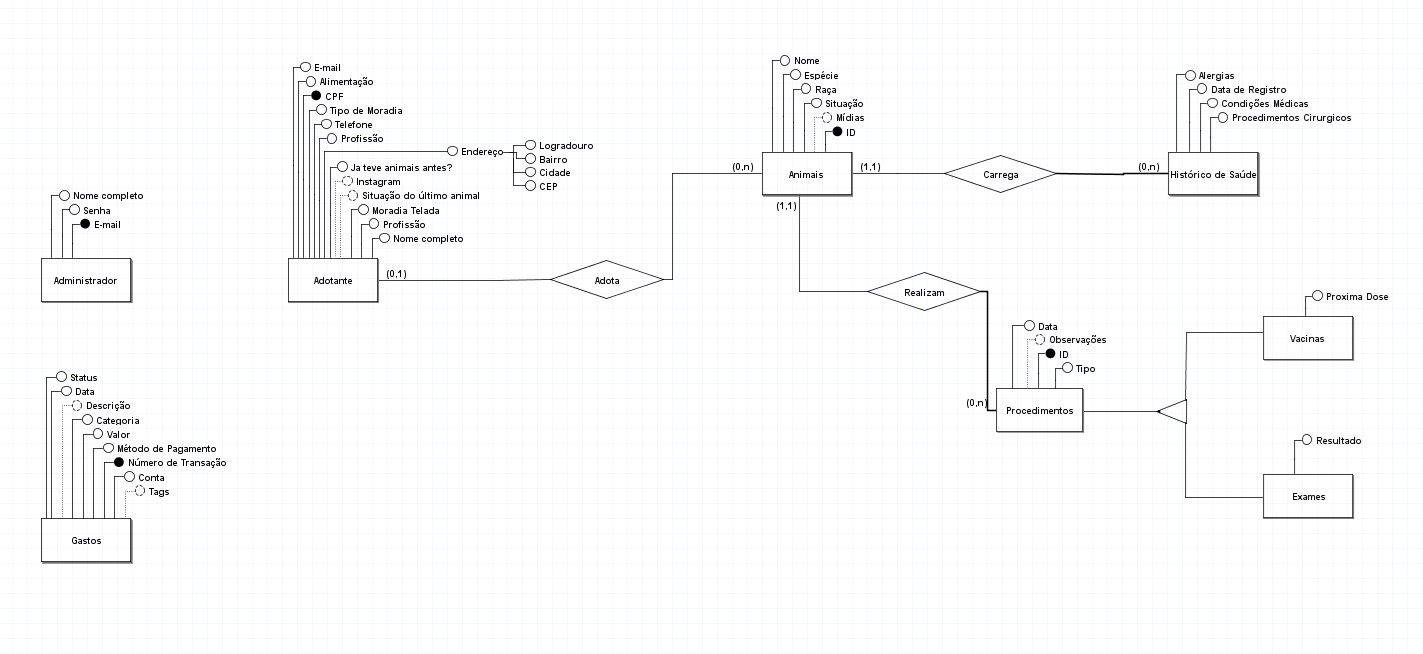 Nome completo
Senha
E-mail
Administrador
E-mail
Alimentação
CPF
Tipo de Moradia
Telefone
Profissão
Endereço
Logradouro
Bairro
Cidade
CEP
Ja teve animais antes?
Instagram
Situação do último animal
Moradia Telada
Profissão
Nome completo
Adotante
(0,1)
Adota
(0,n)
Nome
Espécie
Raça
Situação
Mídias
ID
Animais
(1,1)
Carrega
(0,n)
Alergias
Data de Registro
Condições Médicas
Procedimentos Cirurgicos
Histórico de Saúde
(1,1)
Realizam
(0,n)
Data
Observações
ID
Tipo
Procedimentos
Proxima Dose
Vacinas
Resultado
Exames
Status
Data
Descrição
Categoria
Valor
Método de Pagamento
Número de Transação
Conta
Tags
Gastos